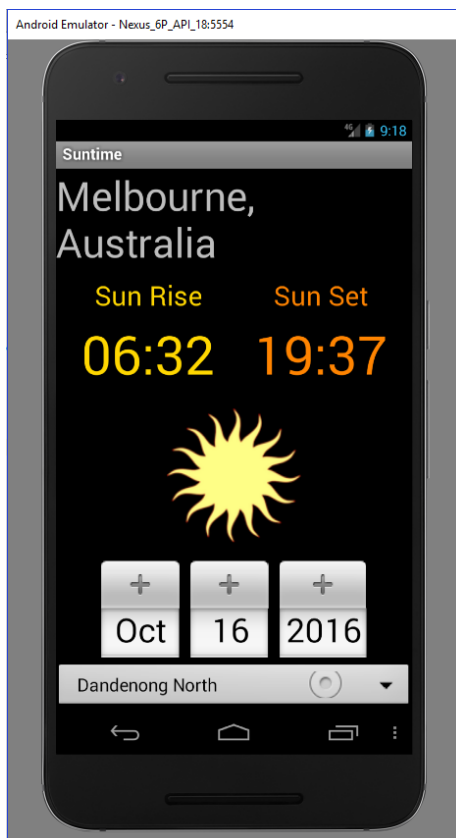 Android Emulator - Nexus_6P_API_18:5554
4G 9:18
Suntime
Melbourne,
Australia
Sun Rise Sun Set
06:32 19:37
+ + +
Oct 16 2016
Dandenong North